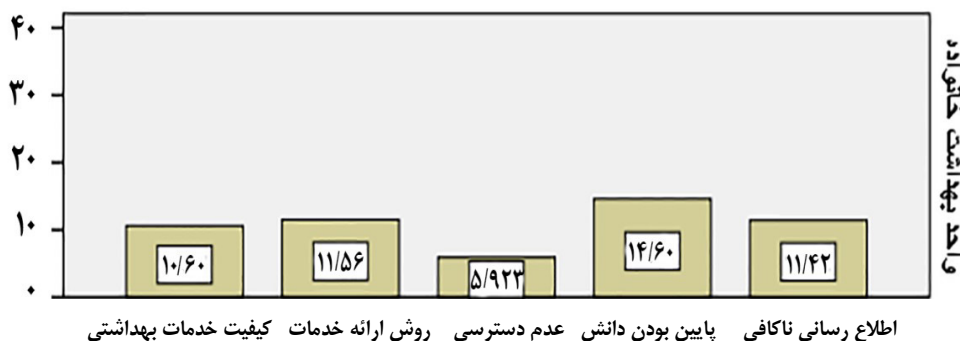 ۴۰
۳۰
۲۰
۱۰
۰
واحد بهداشت خانواده
۱۱/۴۲
۱۴/۶۰
۵/۹۲۳
۱۱/۵۶
۱۰/۶۰
اطلاع رسانی ناکافی
پایین بودن دانش
عدم دسترسی
روش ارائه خدمات
کیفیت خدمات بهداشتی